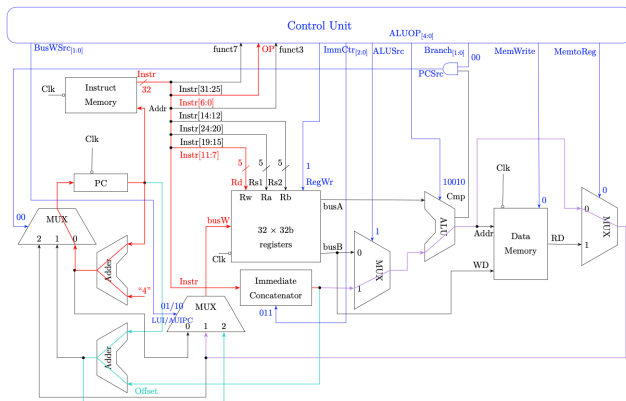 Control Unit
ALUOP[4:0]
BusWSrc[1:0]
funct7
OP
funct3
ImmCtr[2:0]
ALUSrc
Branch[1:0]
00
MemWrite
MemtoReg
PCSrc
Instr
32
Clk
Instruct
Memory
Addr
Instr[31:25]
Instr[6:0]
Instr[14:12]
Instr[24:20]
Instr[19:15]
Instr[11:7]
Clk
PC
5
5
5
Rd
Rs1
Rs2
1
RegWr
Rw
Ra
Rb
busA
busW
32 × 32b
registers
busB
Clk
10010
Cmp
ALU
Clk
0
Addr
Data
Memory
RD
WD
0
0
1
MUX
00
MUX
2
1
0
1
0
1
MUX
Adder
"4"
Instr
Immediate
Concatenator
011
01/10
LUI/AUIPC
MUX
0
1
2
Adder
Offset